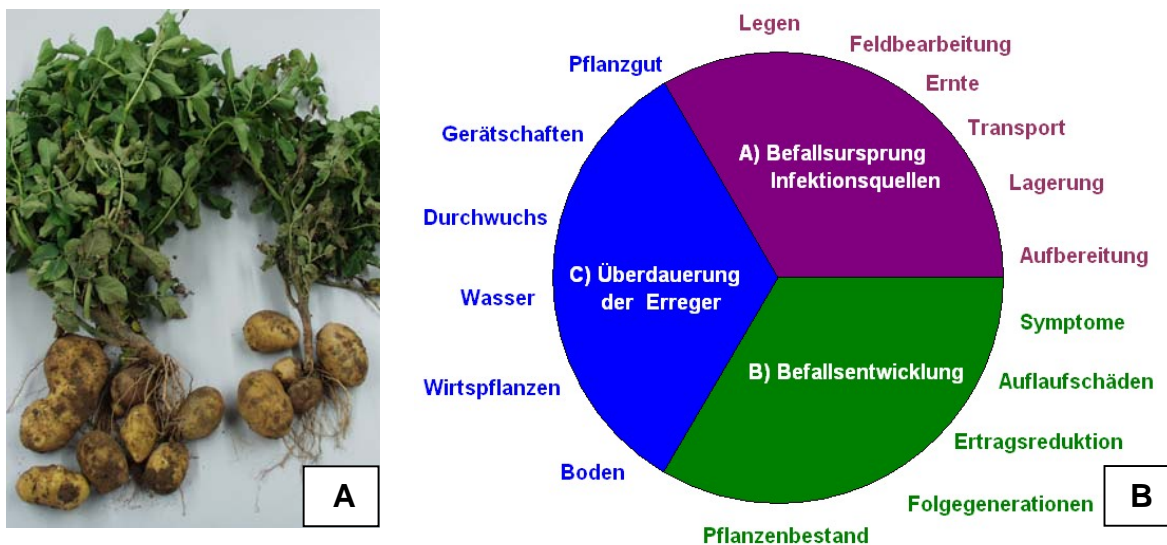 A
Legen
Feldbearbeitung
Ernte
Transport
Lagerung
Aufbereitung
A) Befallsursprung
Infektionsquellen
Symptome
Auflaufschäden
Ertragsreduktion
Folgegenerationen
Pflanzenbestand
B) Befallsentwicklung
Pflanzgut
Gerätschaften
Durchwuchs
Wasser
Wirtspflanzen
Boden
C) Überdauerung
der Erreger
B